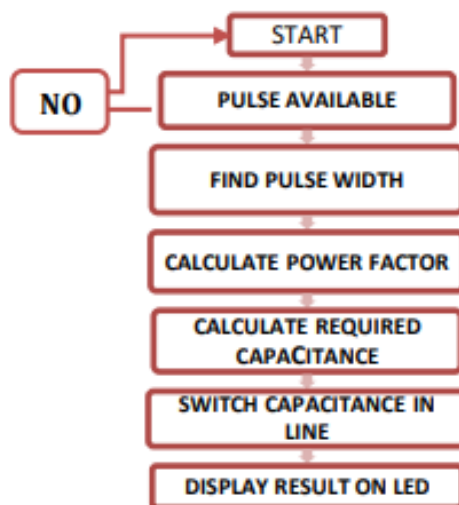 START
NO
PULSE AVAILABLE
FIND PULSE WIDTH
CALCULATE POWER FACTOR
CALCULATE REQUIRED
CAPACITANCE
SWITCH CAPACITANCE IN
LINE
DISPLAY RESULT ON LED